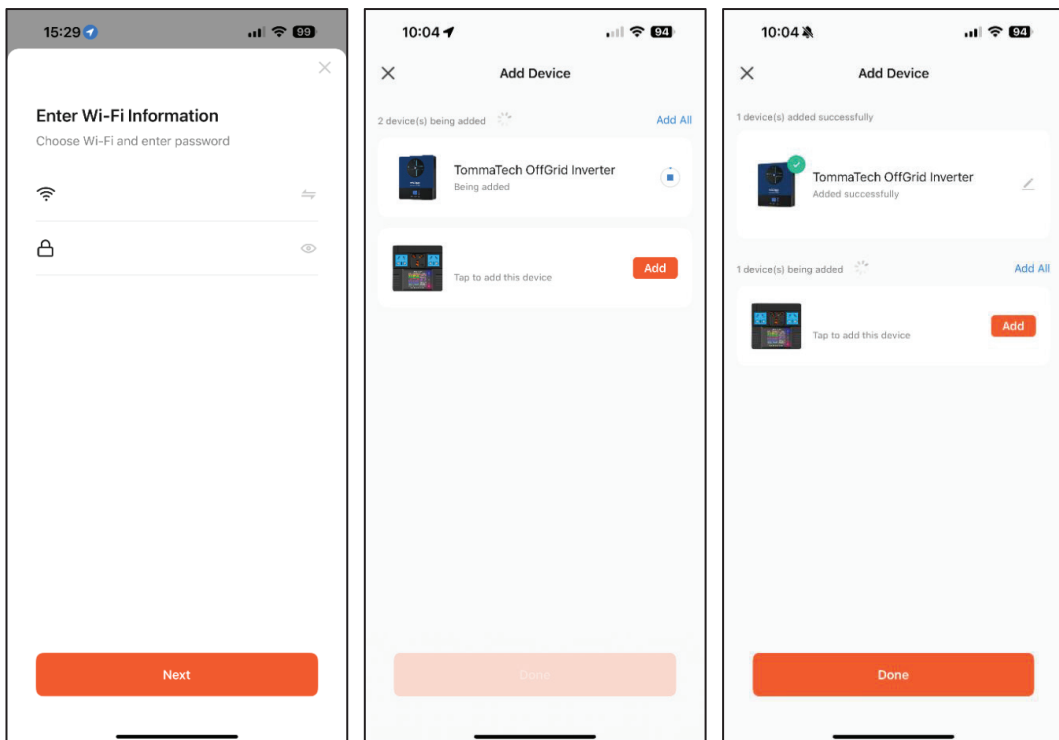 15:29
99
Enter Wi-Fi Information
Choose Wi-Fi and enter password
Next
10:04
94
Add Device
2 device(s) being added
Add All
TommaTech OffGrid Inverter
Being added
Tap to add this device
Add
Done
10:04
94
Add Device
1 device(s) added successfully
TommaTech OffGrid Inverter
Added successfully
1 device(s) being added
Add All
Tap to add this device
Add
Done